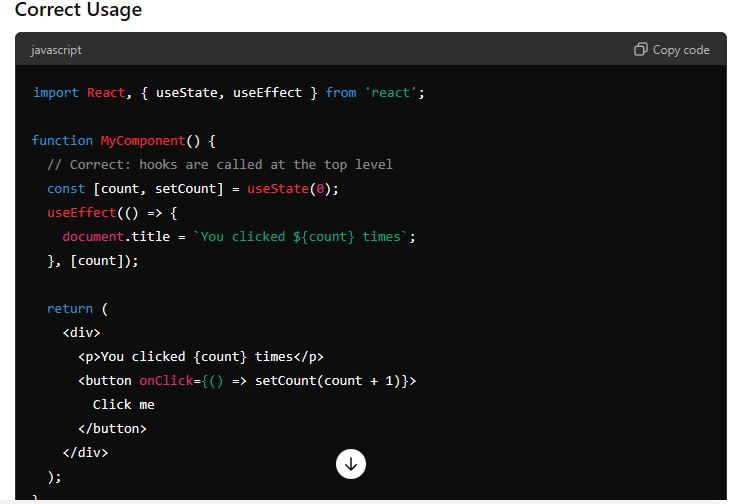 Correct Usage
javascript
Copy code
import React, { useState, useEffect } from 'react';
function MyComponent() {
// Correct: hooks are called at the top level
const [count, setCount] = useState(0);
useEffect(() => {
document.title = `You clicked ${count} times`;
}, [count]);
return (
<div>
<p>You clicked {count} times</p>
<button onClick={() => setCount(count + 1)}>
Click me
</button>
</div>
);
}